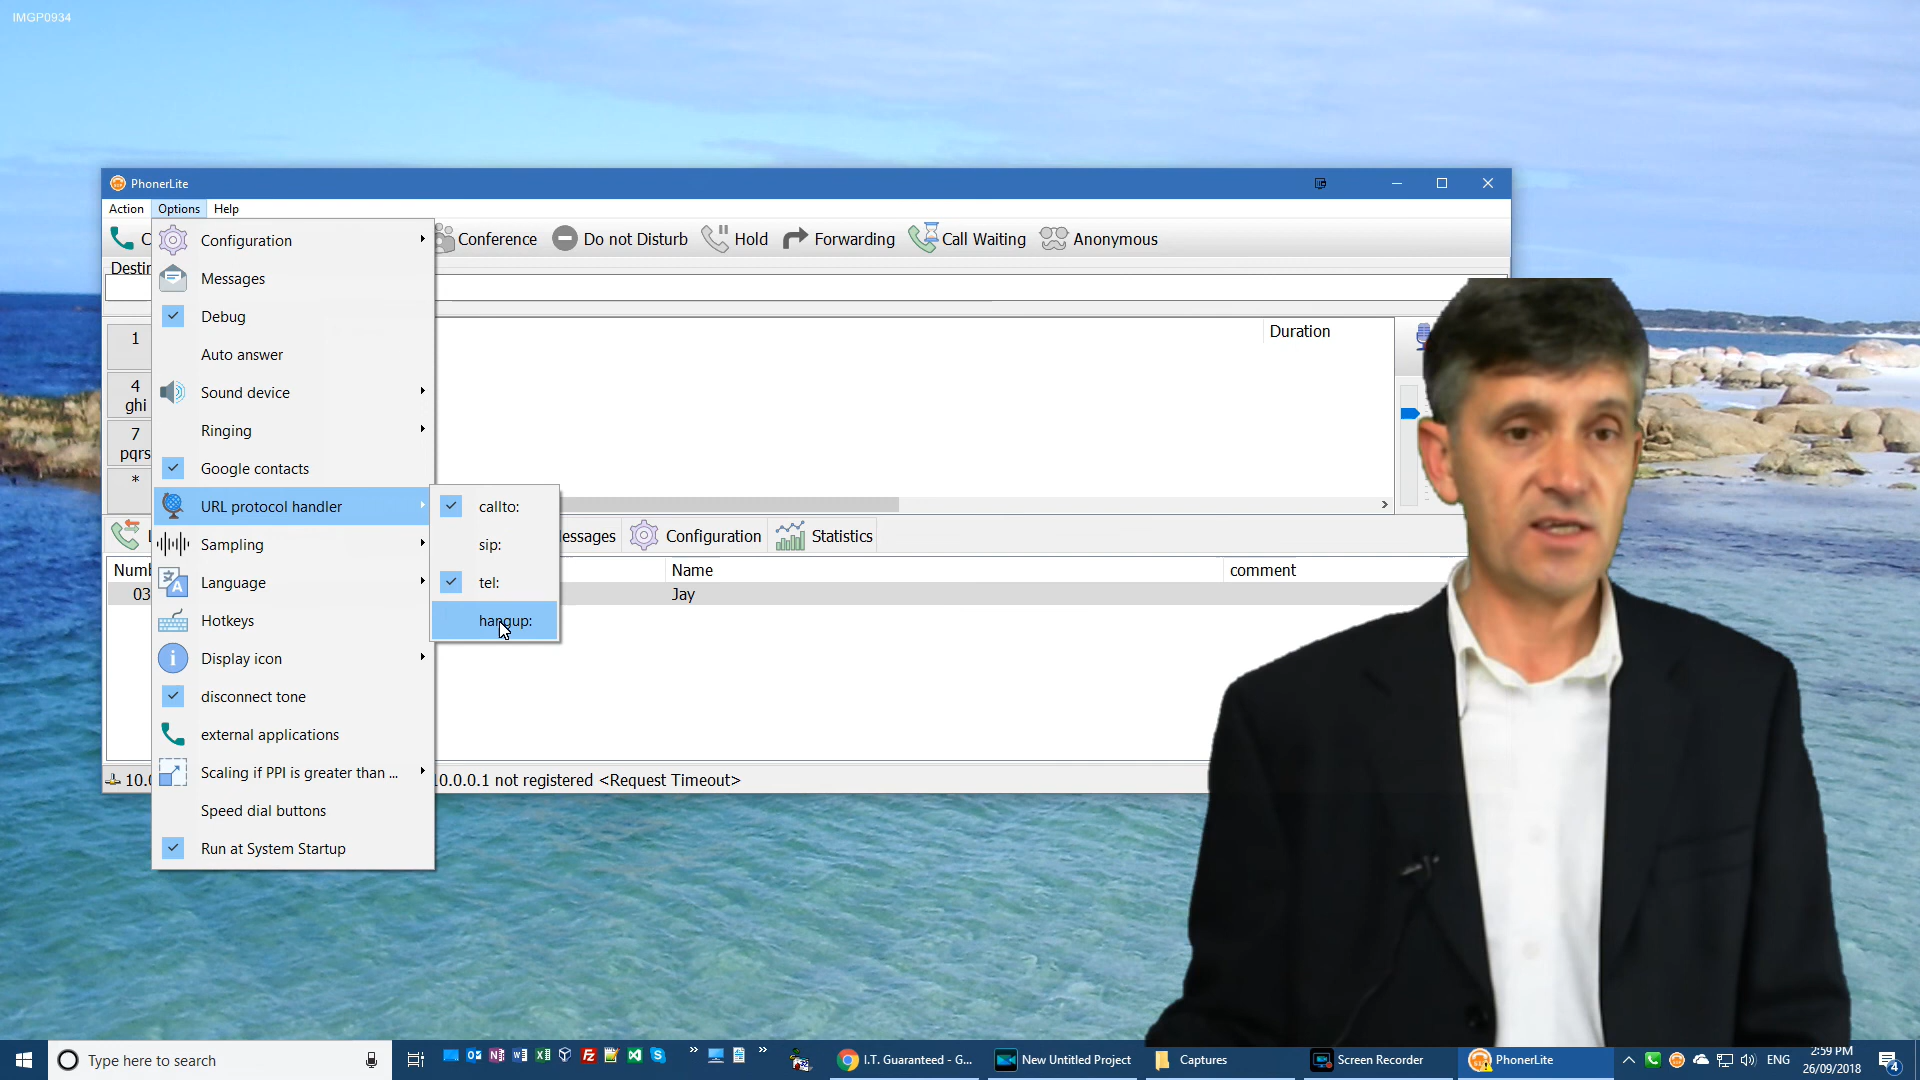 IMGP0934
PhonerLite
Action Options Help
C
Conference Do not Disturb Hold Forwarding Call Waiting Anonymous
Configuration
Destin
Messages
Debug
1
Duration
Auto answer
4
ghi
Sound device
7
pqrs
Ringing
Google contacts
*
URL protocol handler
callto:
sip:
tel:
hangup:
Configuration Statistics
Sampling
Name comment
Language
03 Jay
Hotkeys
Display icon
disconnect tone
external applications
Scaling if PPI is greater than ...
10.0 10.0.0.1 not registered <Request Timeout>
Speed dial buttons
Run at System Startup
Type here to search
I.T. Guaranteed - G...
New Untitled Project
Captures
Screen Recorder
PhonerLite
ENG
2:59 PM
26/09/2018
4